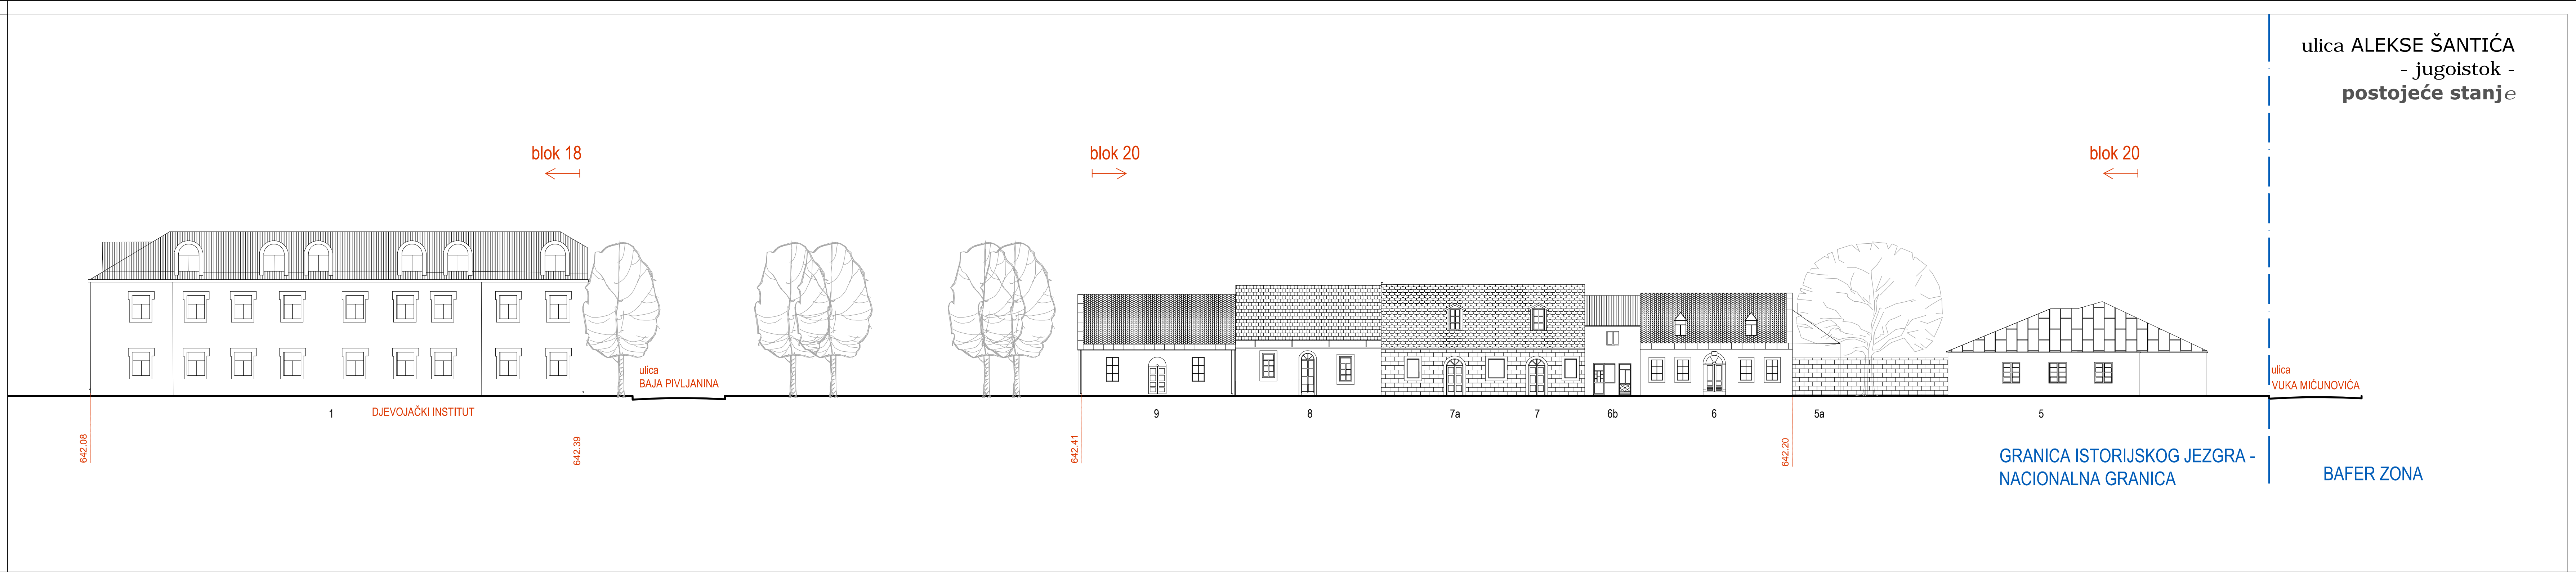 ulica ALEKSE ŠANTIĆA
- jugoistok -
postojeće stanje
blok 18
blok 20
blok 20
ulica
BAJA PIVLJANINA
ulica
VUKA MIĆUNOVIĆA
1
DJEVOJAČKI INSTITUT
9
8
7a
7
6b
6
5a
5
642.08
642.39
642.41
642.20
GRANICA ISTORIJSKOG JEZGRA -
NACIONALNA GRANICA
BAFER ZONA